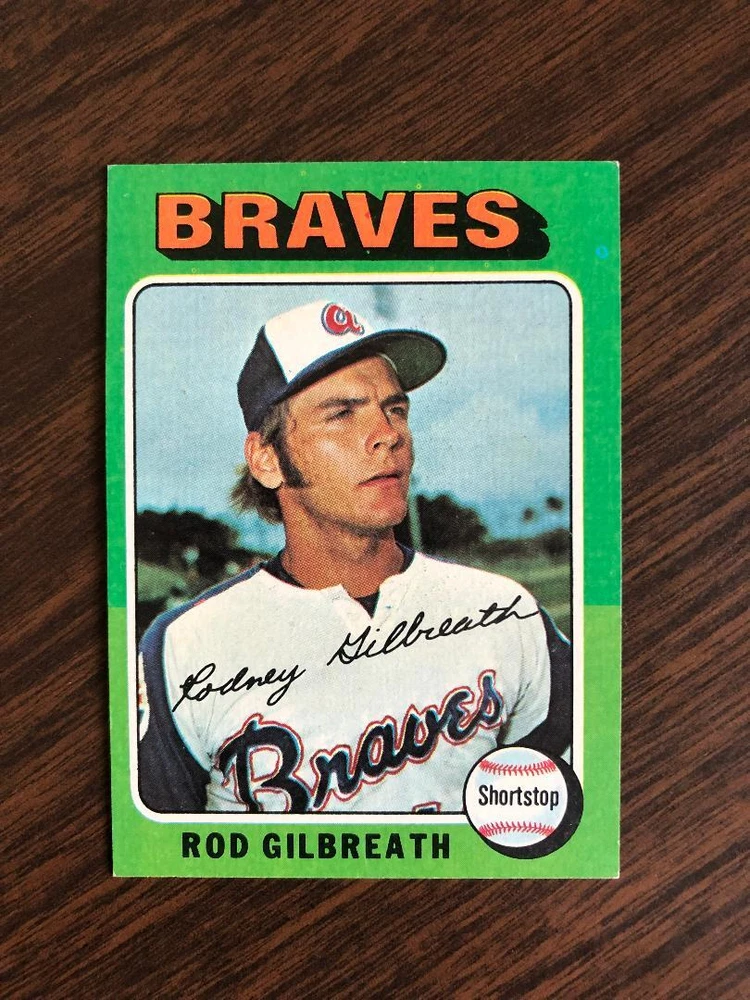 BRAVES
a
Rodney Gilbreath
Braves
Shortstop
ROD GILBREATH